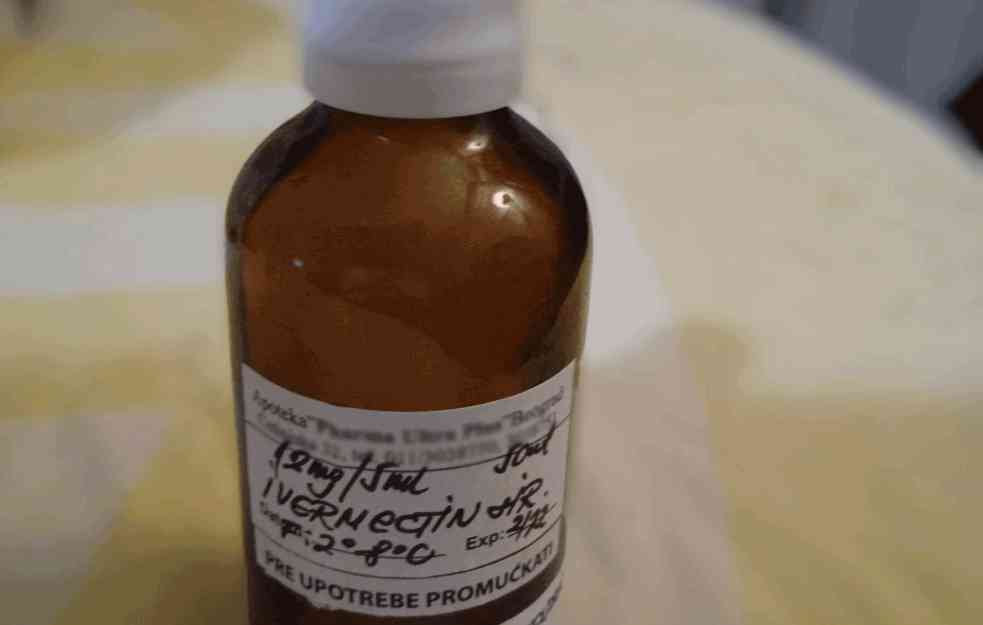 Apoteka "Pharma Ultra Plus" Beograd
12mg/5ml 50ml
IVERMECTIN SIR.
2°-8°C Exp:
PRE UPOTREBE PROMUĆKATI